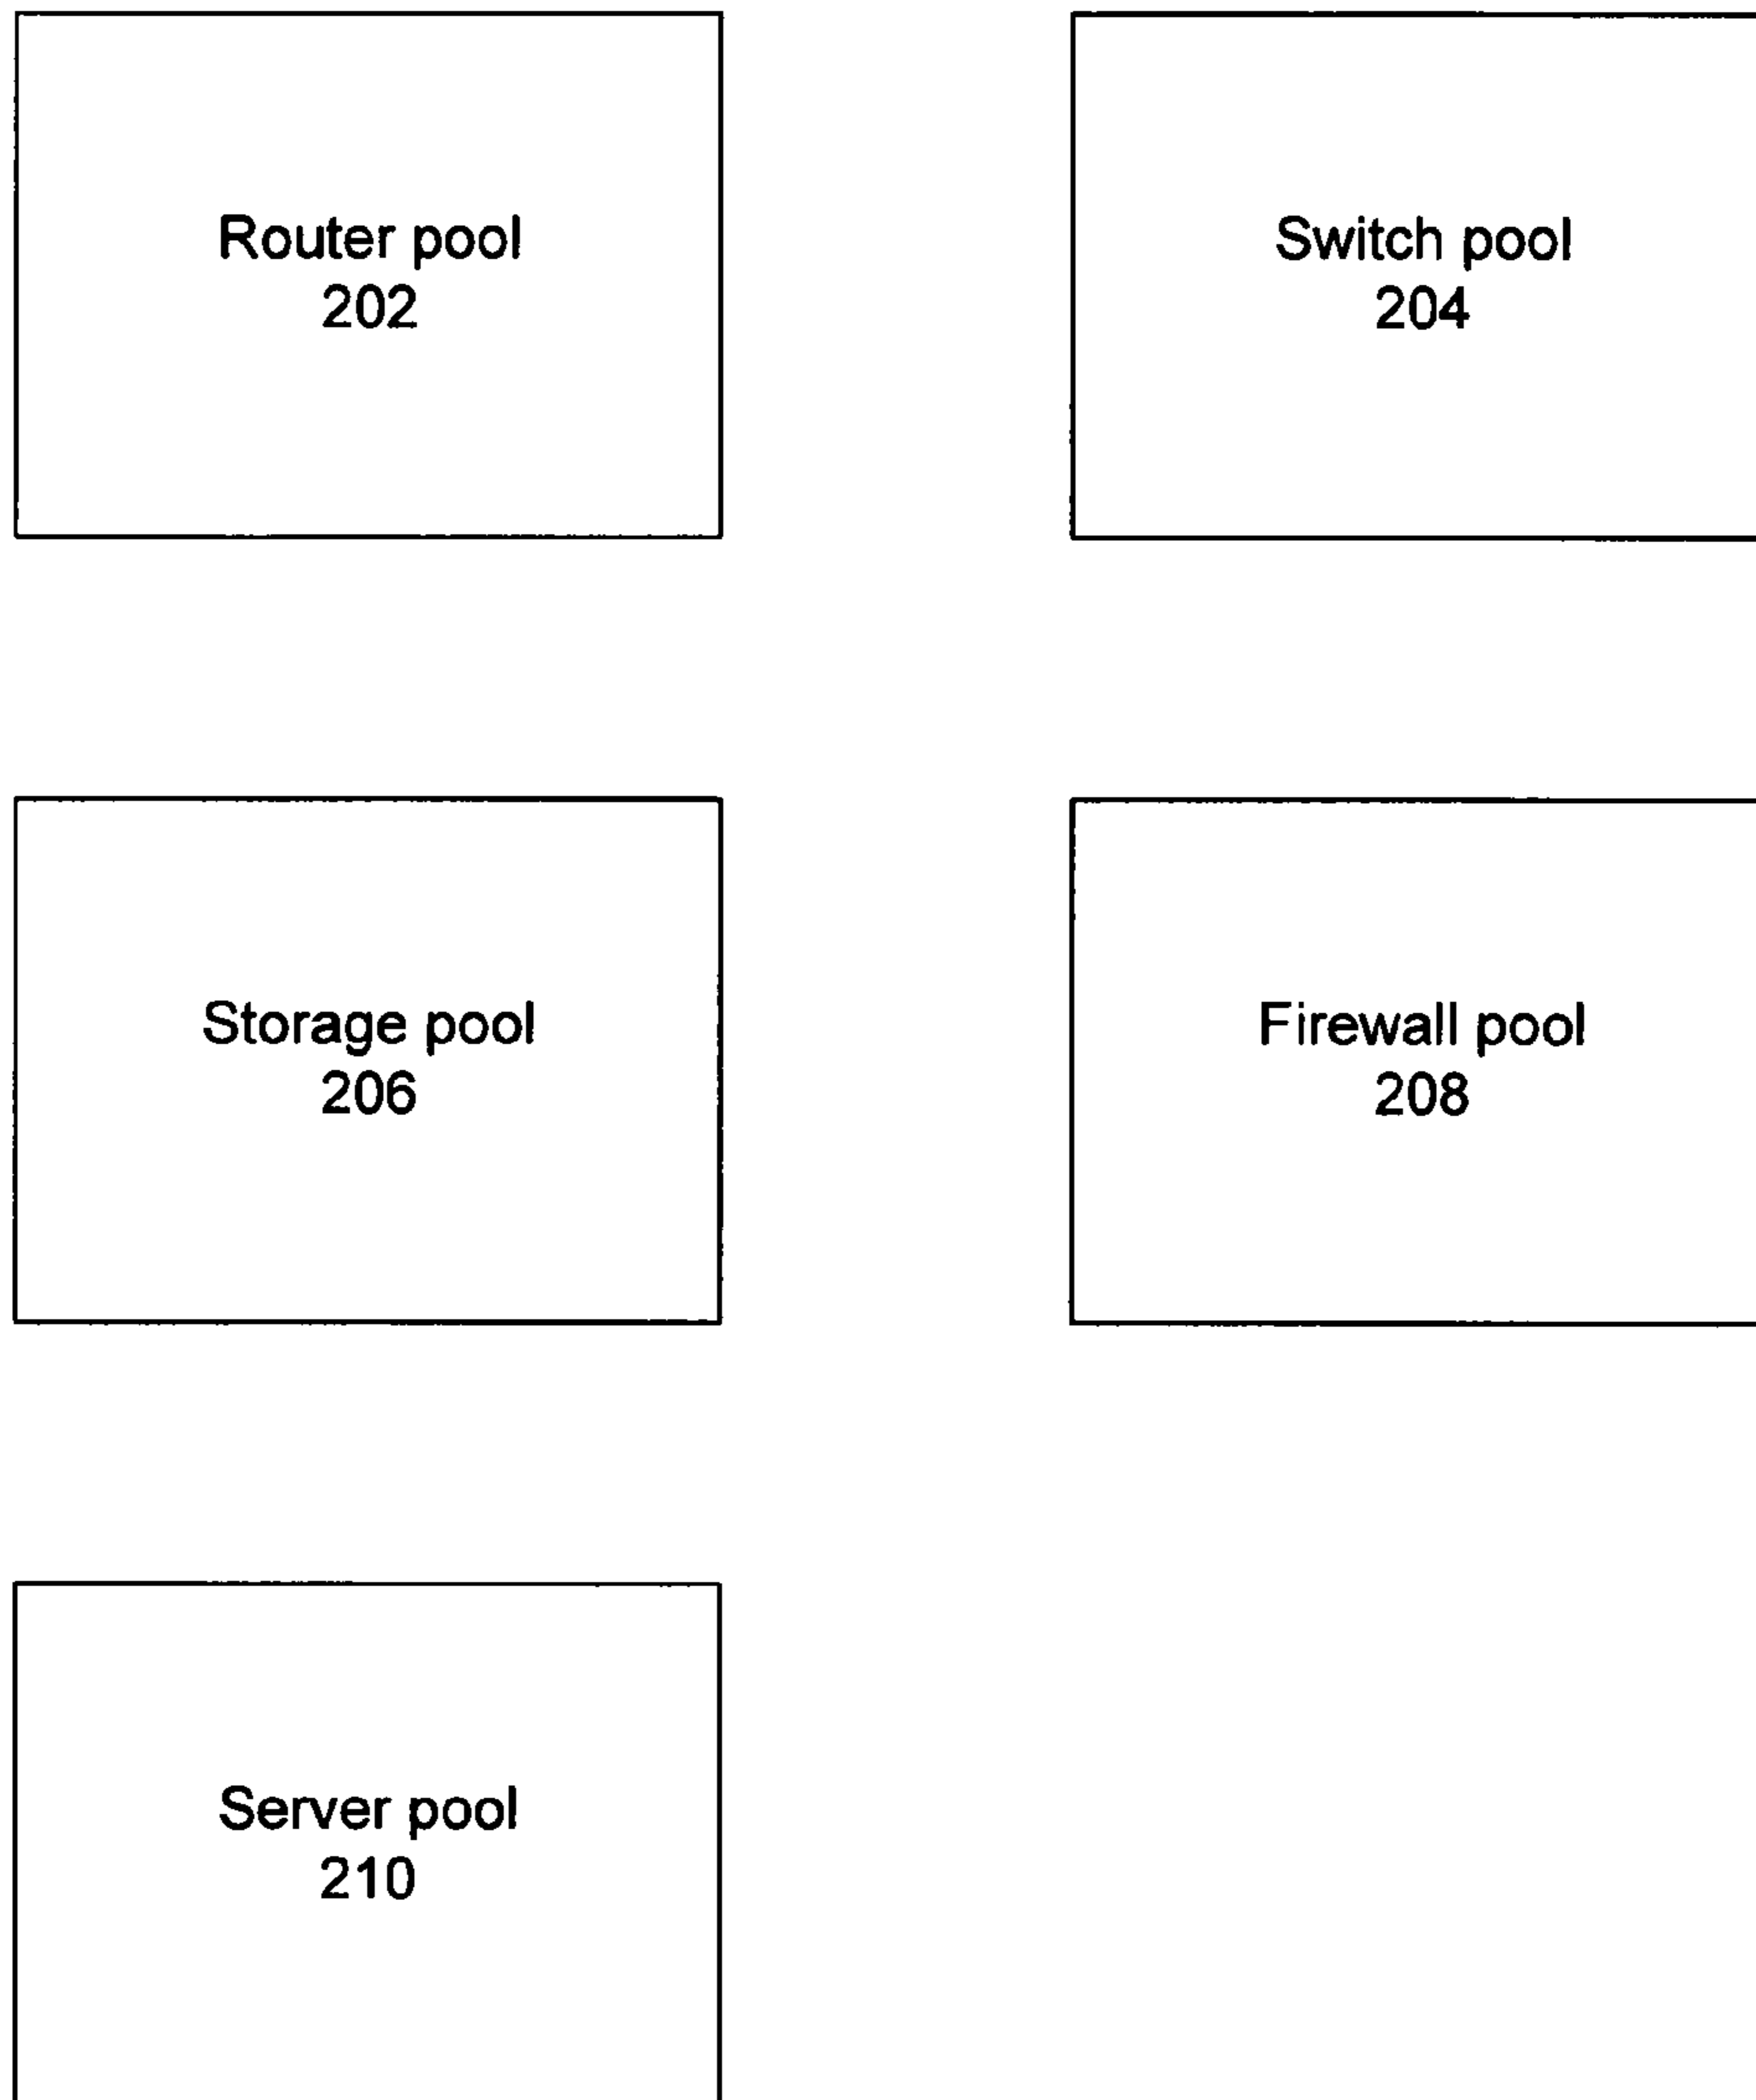 Router pool
202
Switch pool
204
Storage pool
206
Firewall pool
208
Server pool
210